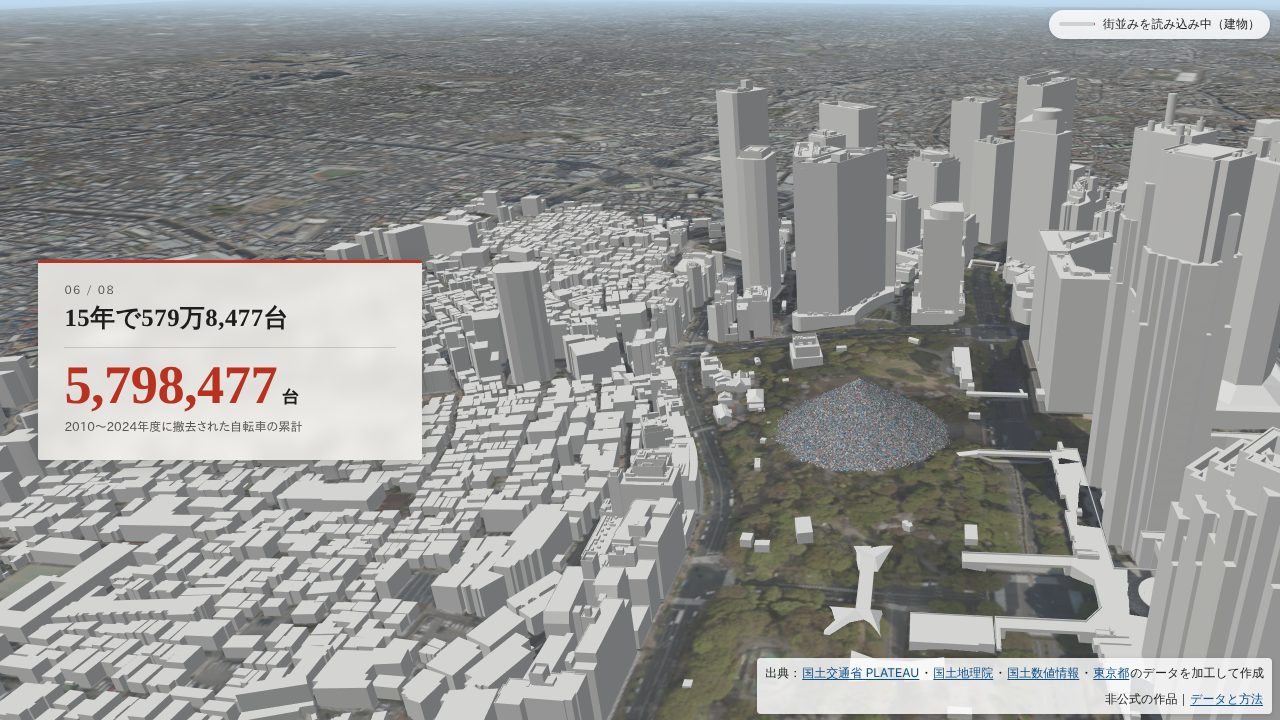 街並みを読み込み中（建物）
06 / 08
15年で579万8,477台
5,798,477 台
2010〜2024年度に撤去された自転車の累計
出典：国土交通省 PLATEAU・国土地理院・国土数値情報・東京都のデータを加工して作成
非公式の作品｜データと方法